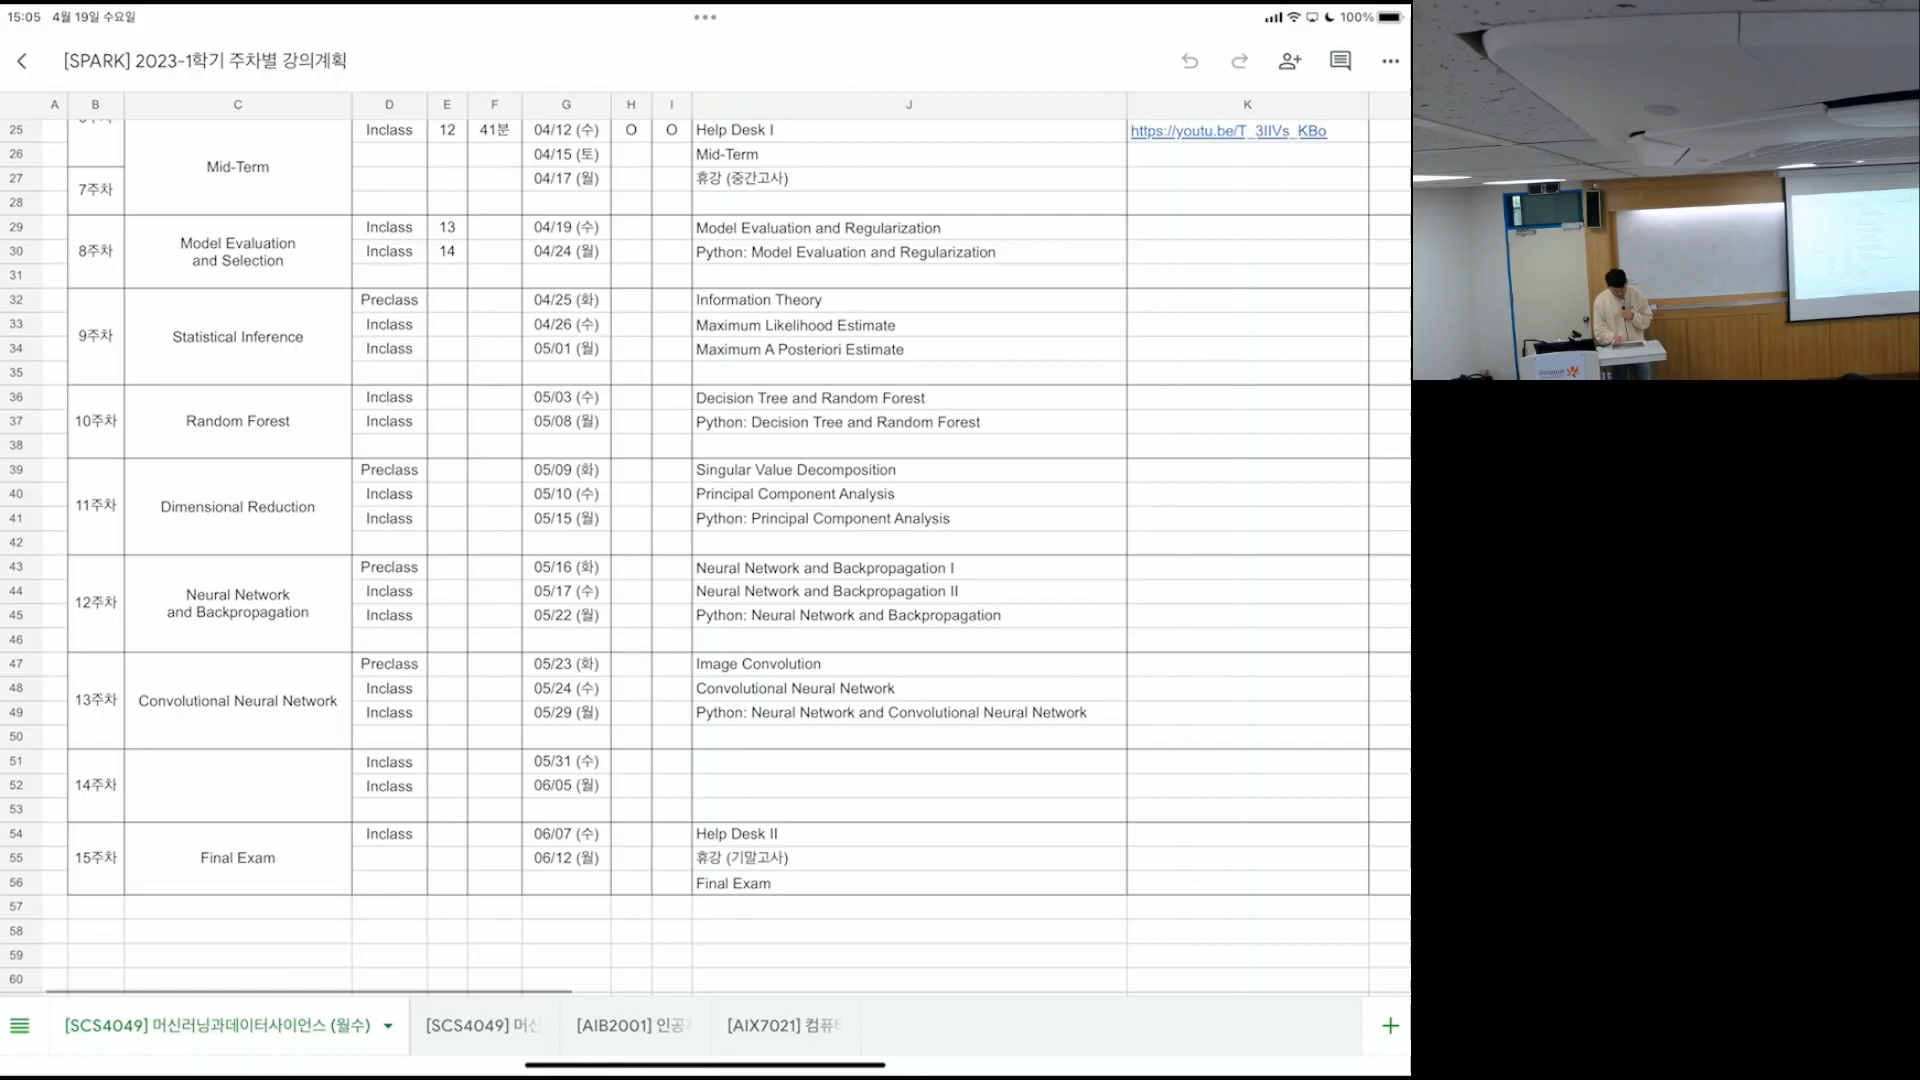 15:05 4월 19일 수요일
100%
[SPARK] 2023-1학기 주차별 강의계획
A B C D E F G H I J K
25 Inclass 12 41분 04/12 (수) O O Help Desk I https://youtu.be/T_3IIVs_KBo
26 Mid-Term 04/15 (토) Mid-Term
27 7주차 04/17 (월) 휴강 (중간고사)
28
29 Inclass 13 04/19 (수) Model Evaluation and Regularization
30 8주차 Model Evaluation and Selection Inclass 14 04/24 (월) Python: Model Evaluation and Regularization
31
32 Preclass 04/25 (화) Information Theory
33 9주차 Statistical Inference Inclass 04/26 (수) Maximum Likelihood Estimate
34 Inclass 05/01 (월) Maximum A Posteriori Estimate
35
36 Inclass 05/03 (수) Decision Tree and Random Forest
37 10주차 Random Forest Inclass 05/08 (월) Python: Decision Tree and Random Forest
38
39 Preclass 05/09 (화) Singular Value Decomposition
40 11주차 Dimensional Reduction Inclass 05/10 (수) Principal Component Analysis
41 Inclass 05/15 (월) Python: Principal Component Analysis
42
43 Preclass 05/16 (화) Neural Network and Backpropagation I
44 12주차 Neural Network and Backpropagation Inclass 05/17 (수) Neural Network and Backpropagation II
45 Inclass 05/22 (월) Python: Neural Network and Backpropagation
46
47 Preclass 05/23 (화) Image Convolution
48 13주차 Convolutional Neural Network Inclass 05/24 (수) Convolutional Neural Network
49 Inclass 05/29 (월) Python: Neural Network and Convolutional Neural Network
50
51 Inclass 05/31 (수)
52 14주차 Inclass 06/05 (월)
53
54 Inclass 06/07 (수) Help Desk II
55 15주차 Final Exam 06/12 (월) 휴강 (기말고사)
56 Final Exam
57
58
59
60
[SCS4049] 머신러닝과데이터사이언스 (월수) [SCS4049] 머신 [AIB2001] 인공 [AIX7021] 컴퓨
dongguk